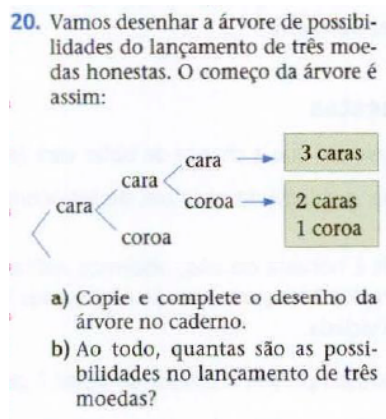 20. Vamos desenhar a árvore de possibi-
lidades do lançamento de três moe-
das honestas. O começo da árvore é
assim:
cara
3 caras
cara
cara
coroa
2 caras
1 coroa
coroa
a) Copie e complete o desenho da
árvore no caderno.
b) Ao todo, quantas são as possi-
bilidades no lançamento de três
moedas?